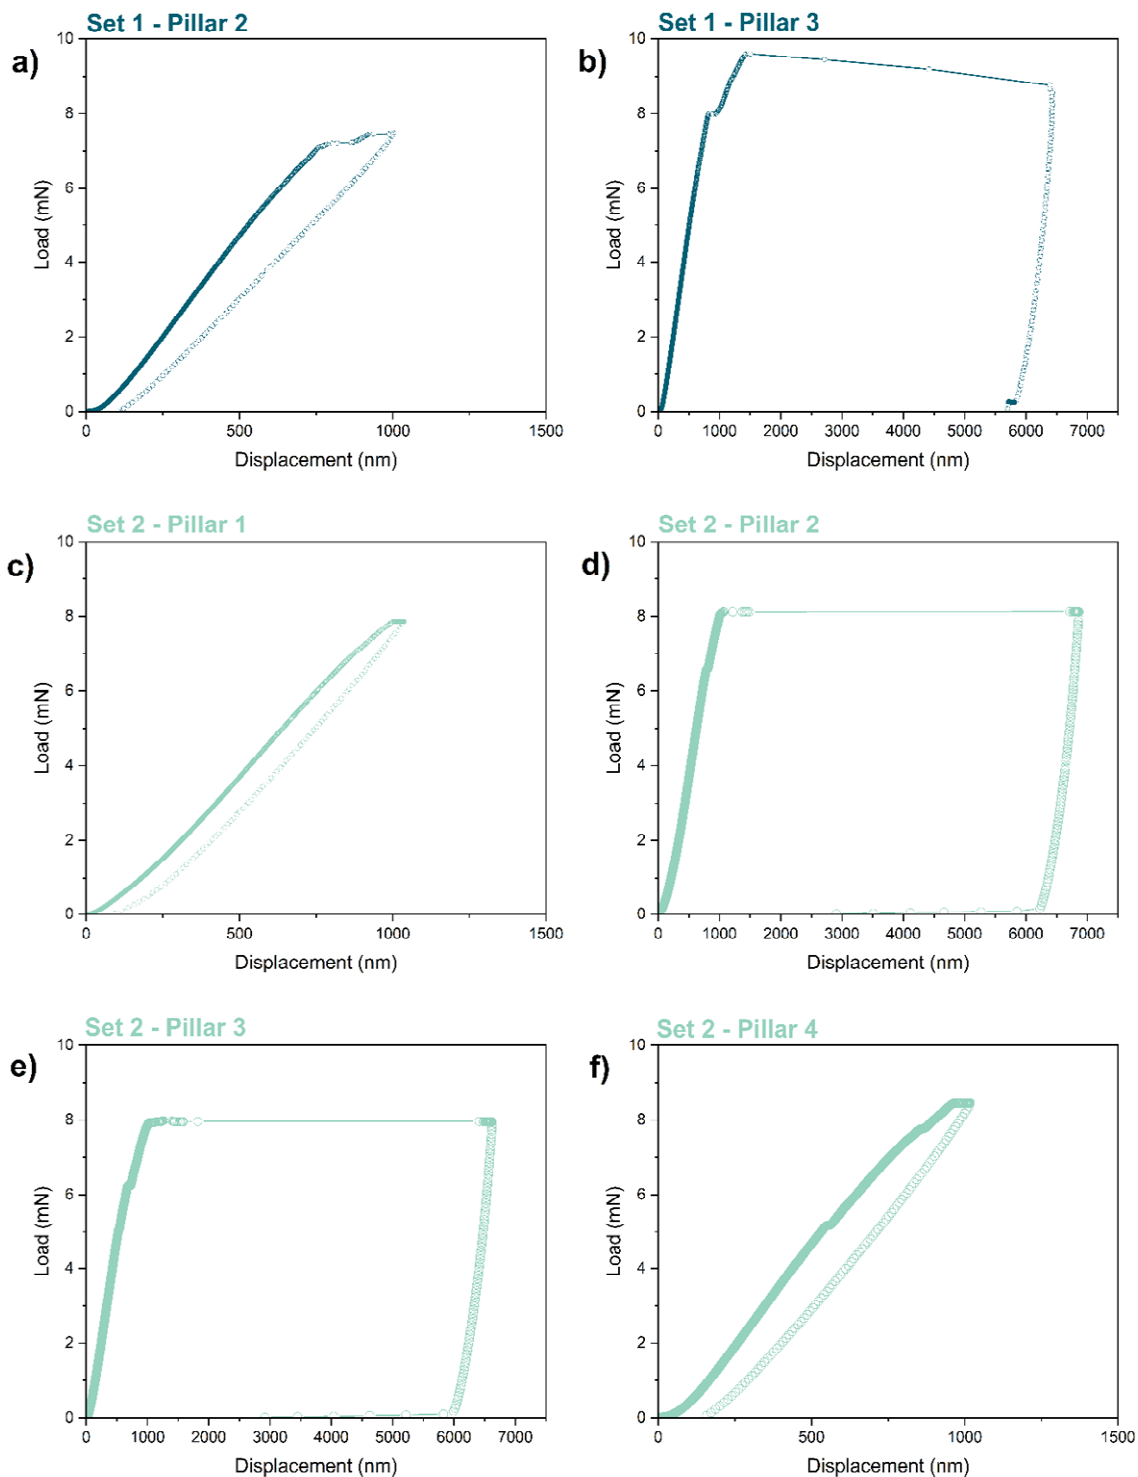 Set 1 - Pillar 2
a)
10
8
6
4
2
0
Load (mN)
0 500 1000 1500
Displacement (nm)
Set 1 - Pillar 3
b)
10
8
6
4
2
0
Load (mN)
0 1000 2000 3000 4000 5000 6000 7000
Displacement (nm)
Set 2 - Pillar 1
c)
10
8
6
4
2
0
Load (mN)
0 500 1000 1500
Displacement (nm)
Set 2 - Pillar 2
d)
10
8
6
4
2
0
Load (mN)
0 1000 2000 3000 4000 5000 6000 7000
Displacement (nm)
Set 2 - Pillar 3
e)
10
8
6
4
2
0
Load (mN)
0 1000 2000 3000 4000 5000 6000 7000
Displacement (nm)
Set 2 - Pillar 4
f)
10
8
6
4
2
0
Load (mN)
0 500 1000 1500
Displacement (nm)